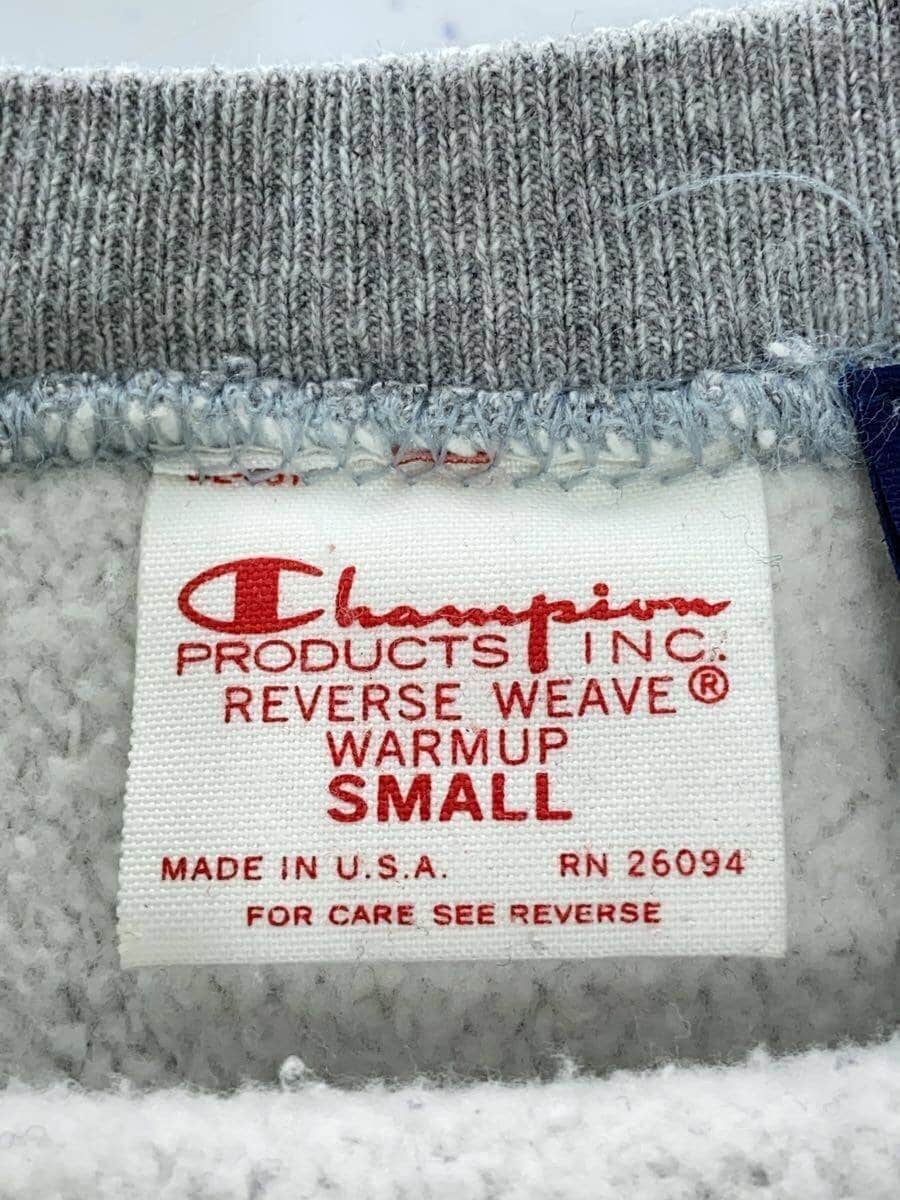 Champion
PRODUCTS INC.
REVERSE WEAVE®
WARMUP
SMALL
MADE IN U.S.A. RN 26094
FOR CARE SEE REVERSE